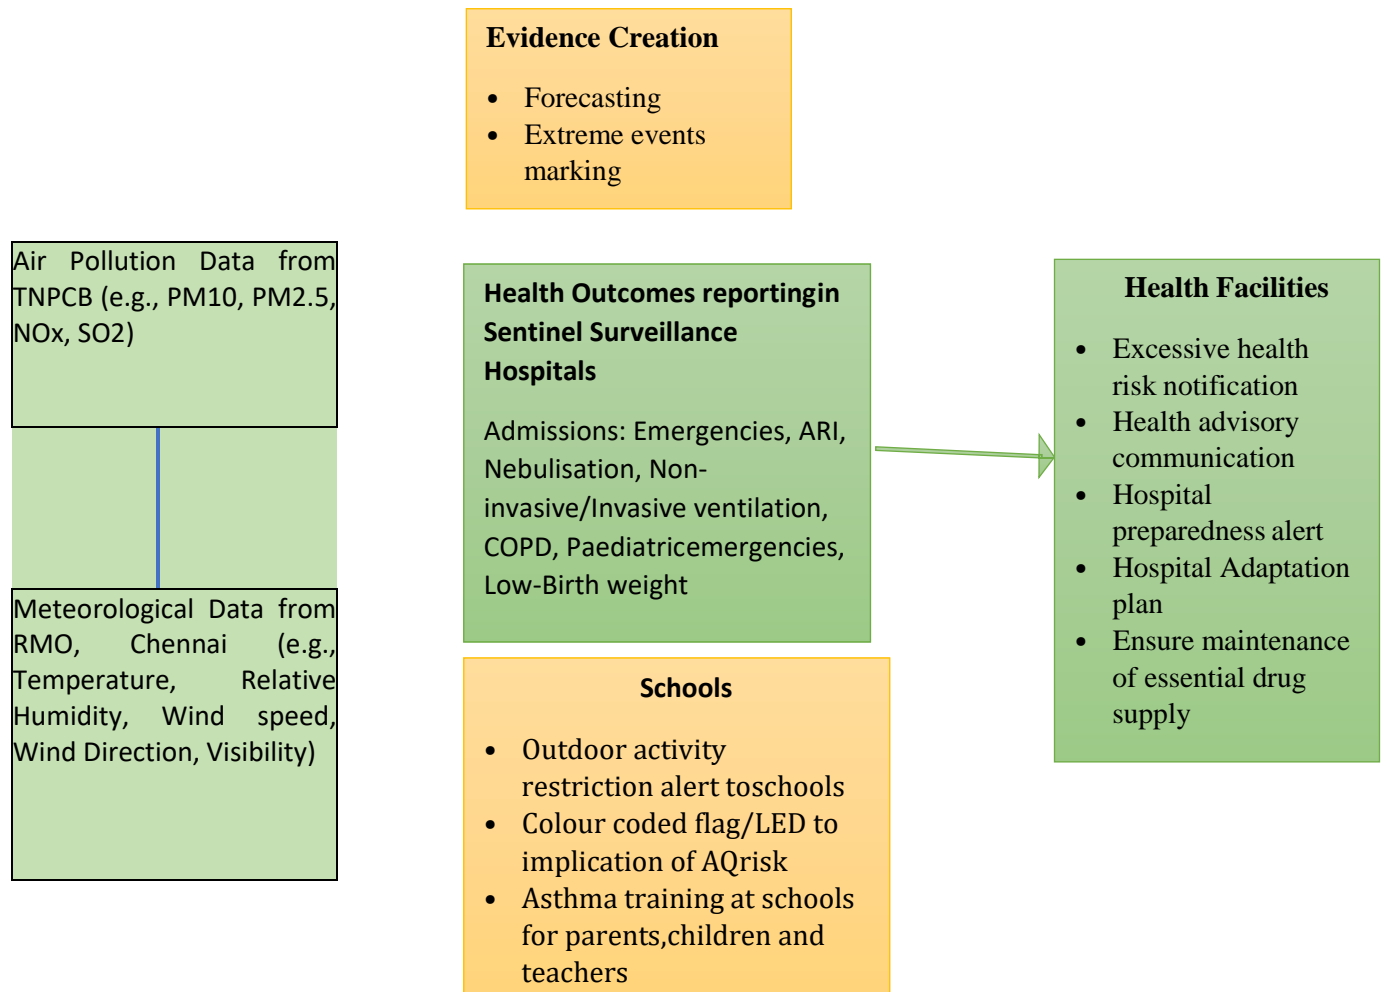 Evidence Creation
• Forecasting
• Extreme events
marking
Air Pollution Data from
TNPCB (e.g., PM10, PM2.5,
NOx, SO2)
Meteorological Data from
RMO, Chennai (e.g.,
Temperature, Relative
Humidity, Wind speed,
Wind Direction, Visibility)
Health Outcomes reportingin
Sentinel Surveillance
Hospitals
Admissions: Emergencies, ARI,
Nebulisation, Non-
invasive/Invasive ventilation,
COPD, Paediatricemergencies,
Low-Birth weight
Schools
• Outdoor activity
restriction alert toschools
• Colour coded flag/LED to
implication of AQrisk
• Asthma training at schools
for parents,children and
teachers
Health Facilities
• Excessive health
risk notification
• Health advisory
communication
• Hospital
preparedness alert
• Hospital Adaptation
plan
• Ensure maintenance
of essential drug
supply